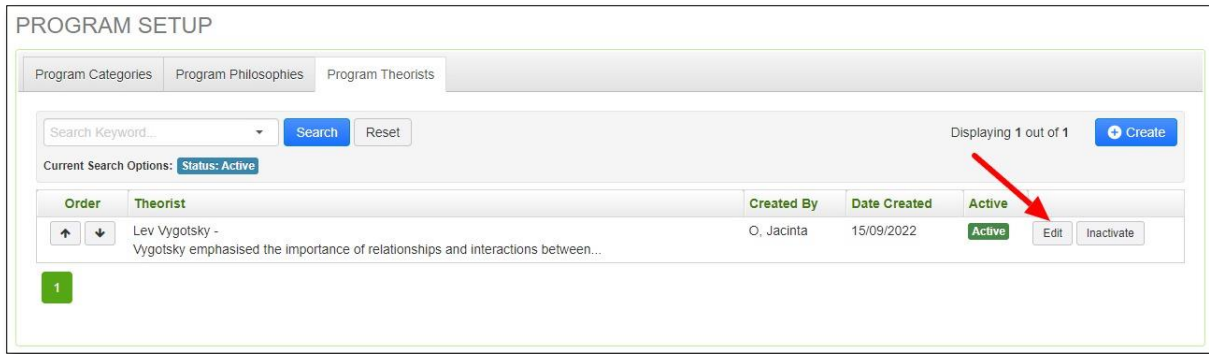 PROGRAM SETUP
Program Categories Program Philosophies Program Theorists
Search Keyword... Search Reset Displaying 1 out of 1 Create
Current Search Options: Status: Active
Order Theorist Created By Date Created Active
Lev Vygotsky - O, Jacinta 15/09/2022 Active Edit Inactivate
Vygotsky emphasised the importance of relationships and interactions between...
1